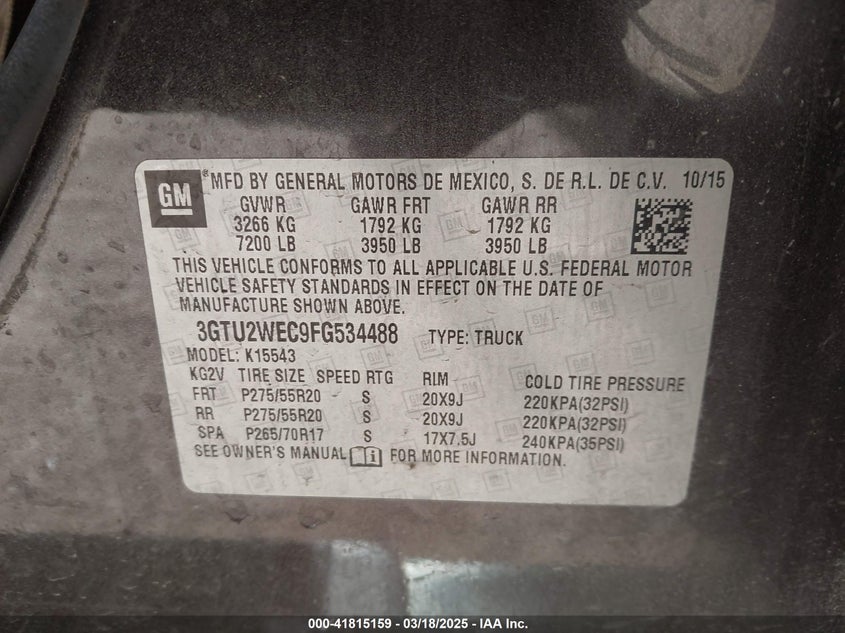 GM ® MFD BY GENERAL MOTORS DE MEXICO, S. DE R.L. DE C.V. 10/15
GVWR GAWR FRT GAWR RR
3266 KG 1792 KG 1792 KG
7200 LB 3950 LB 3950 LB
THIS VEHICLE CONFORMS TO ALL APPLICABLE U.S. FEDERAL MOTOR
VEHICLE SAFETY STANDARDS IN EFFECT ON THE DATE OF
MANUFACTURE SHOWN ABOVE.
3GTU2WEC9FG534488 TYPE: TRUCK
MODEL: K15543
KG2V TIRE SIZE SPEED RTG RIM COLD TIRE PRESSURE
FRT P275/55R20 S 20X9J 220KPA(32PSI)
RR P275/55R20 S 20X9J 220KPA(32PSI)
SPA P265/70R17 S 17X7.5J 240KPA(35PSI)
SEE OWNER'S MANUAL i FOR MORE INFORMATION.
000-41815159 — 03/18/2025 — IAA Inc.